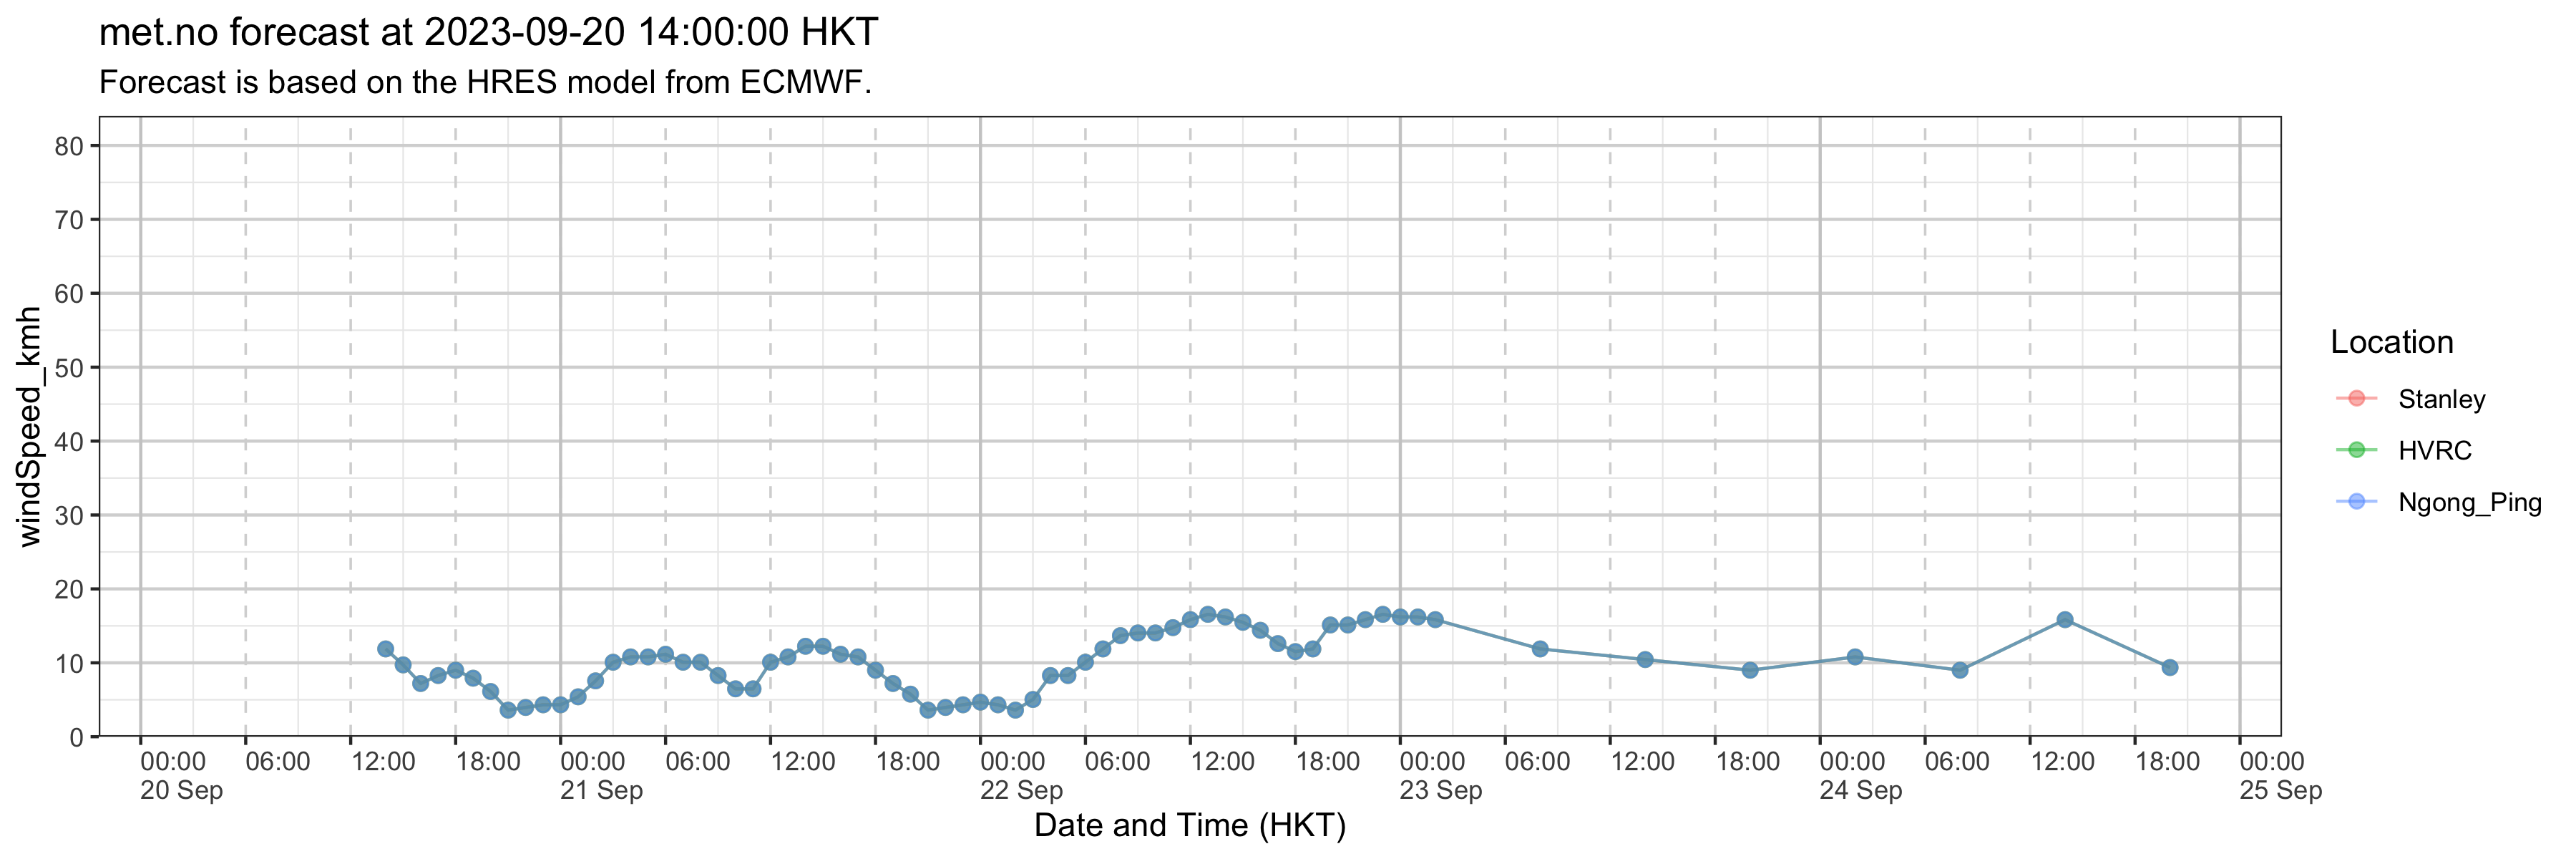 met.no forecast at 2023-09-20 14:00:00 HKT
Forecast is based on the HRES model from ECMWF.
windSpeed_kmh
80
70
60
50
40
30
20
10
0
00:00 06:00 12:00 18:00 00:00 06:00 12:00 18:00 00:00 06:00 12:00 18:00 00:00 06:00 12:00 18:00 00:00 06:00 12:00 18:00 00:00
20 Sep 21 Sep 22 Sep 23 Sep 24 Sep 25 Sep
Date and Time (HKT)
Location
Stanley
HVRC
Ngong_Ping